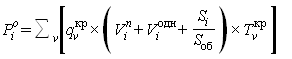 P_i^o = ∑_v [ q_v^кр × ( V_i^п + V_i^одн + S_i / S_об ) × T_v^кр ]